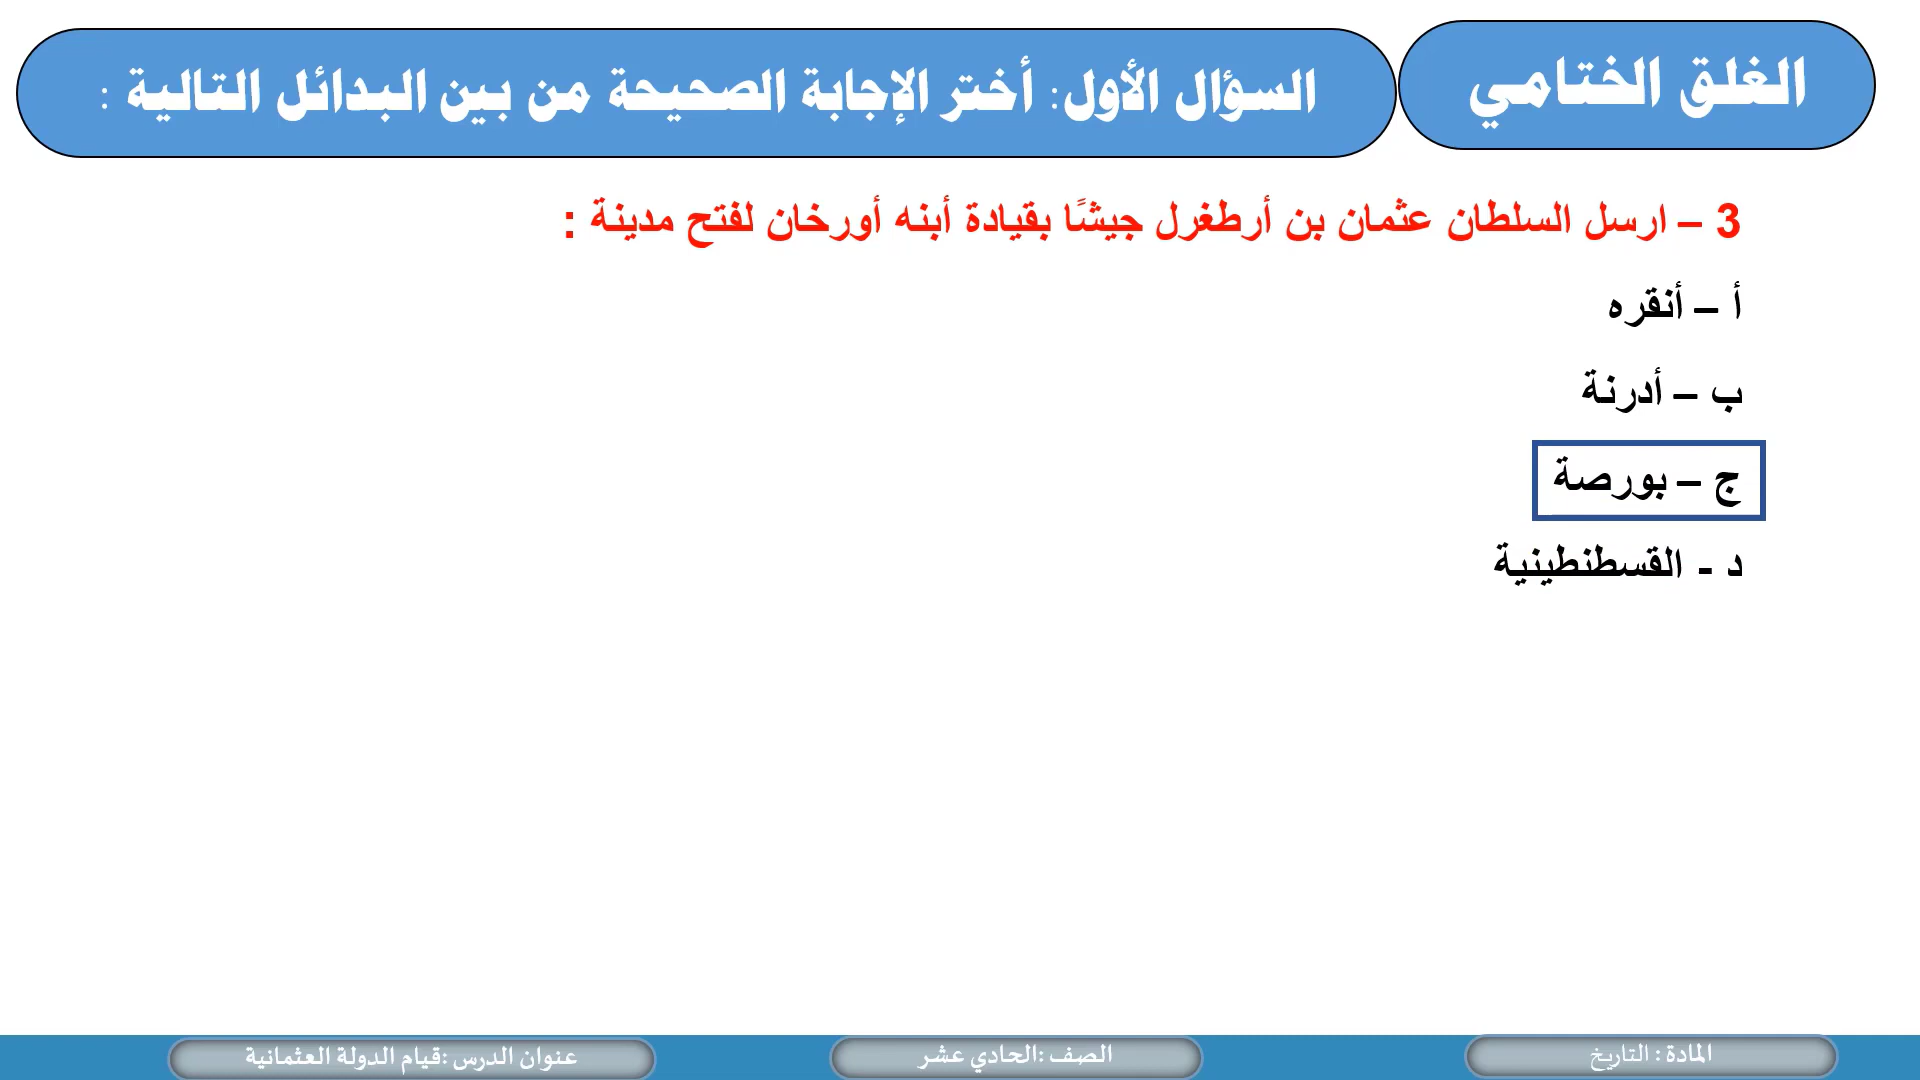 الغلق الختامي
السؤال الأول: أختر الإجابة الصحيحة من بين البدائل التالية :
3 – ارسل السلطان عثمان بن أرطغرل جيشًا بقيادة أبنه أورخان لفتح مدينة :
أ – أنقره
ب – أدرنة
ج – بورصة
د - القسطنطينية
المادة : التاريخ
الصف :الحادي عشر
عنوان الدرس :قيام الدولة العثمانية